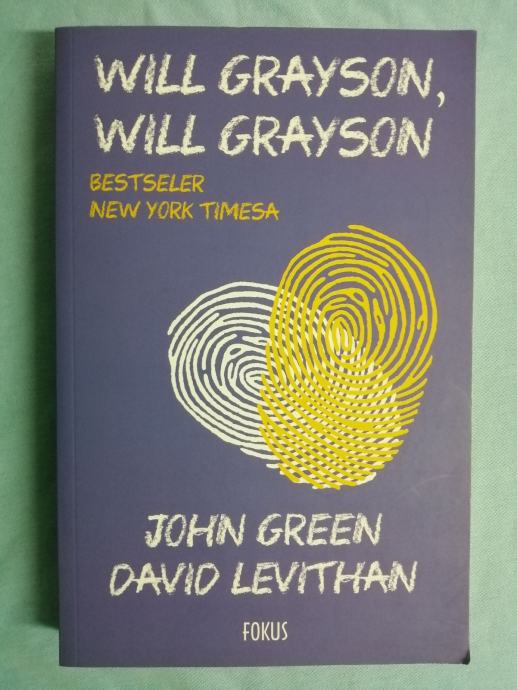 WILL GRAYSON,
WILL GRAYSON
BESTSELER
NEW YORK TIMESA
JOHN GREEN
DAVID LEVITHAN
FOKUS